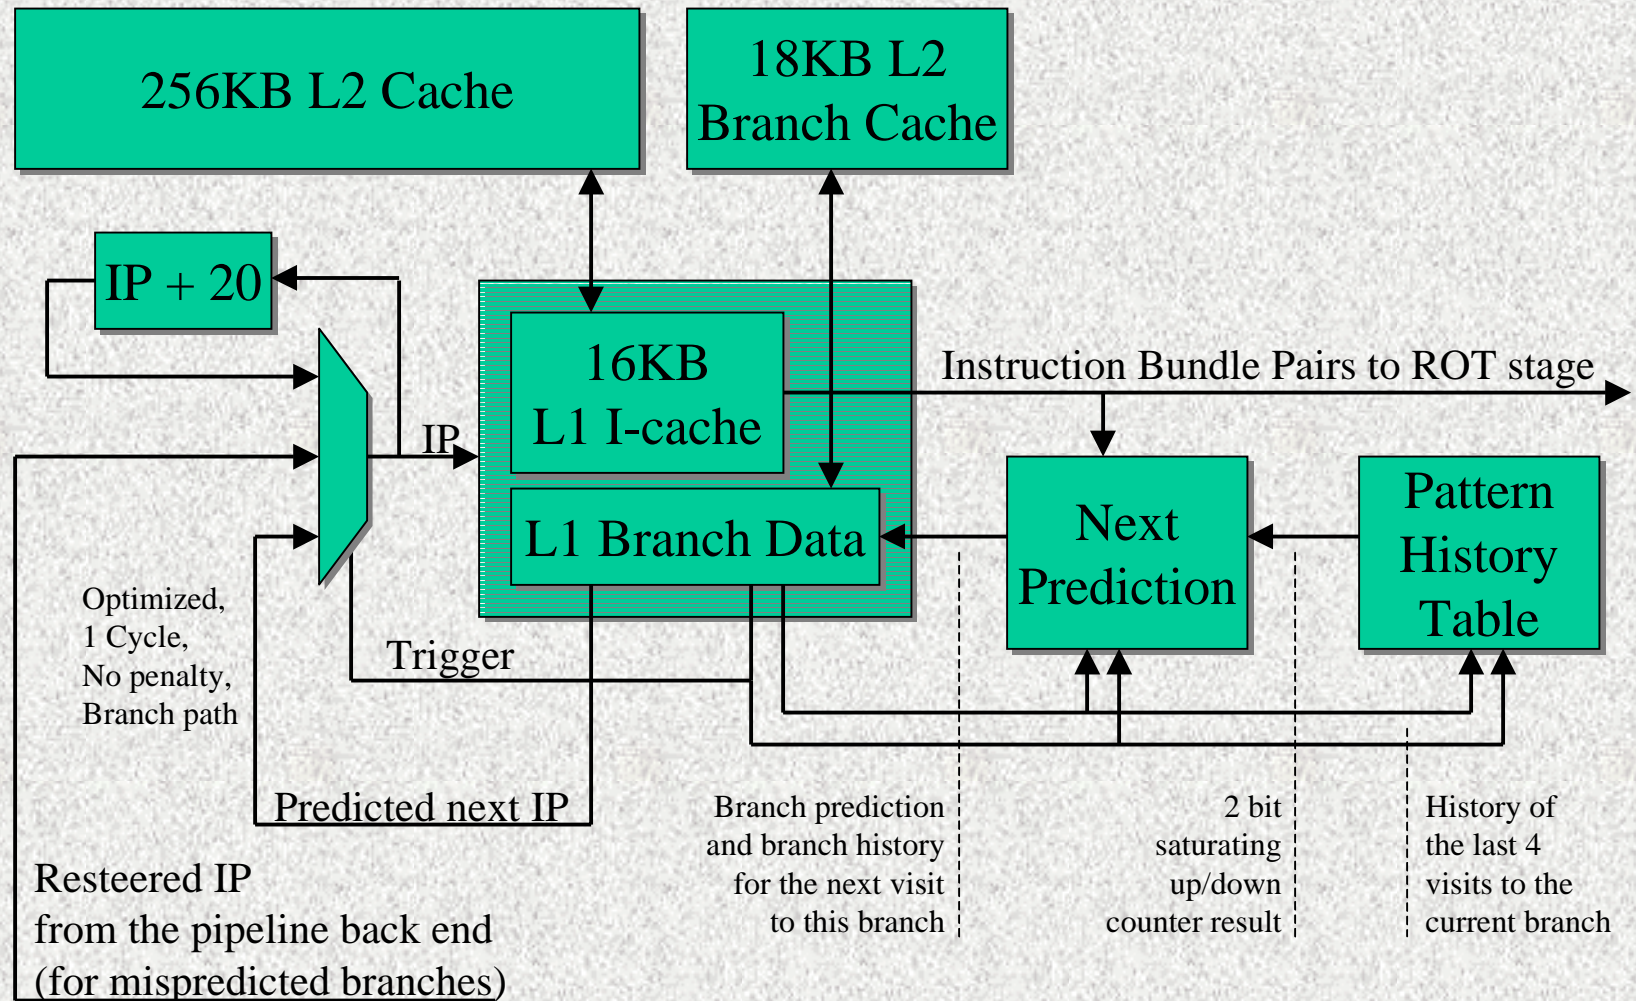 256KB L2 Cache
18KB L2
Branch Cache
IP + 20
16KB
L1 I-cache
Instruction Bundle Pairs to ROT stage
IP
L1 Branch Data
Next
Prediction
Pattern
History
Table
Optimized,
1 Cycle,
No penalty,
Branch path
Trigger
Predicted next IP
Branch prediction
and branch history
for the next visit
to this branch
2 bit
saturating
up/down
counter result
History of
the last 4
visits to the
current branch
Resteered IP
from the pipeline back end
(for mispredicted branches)